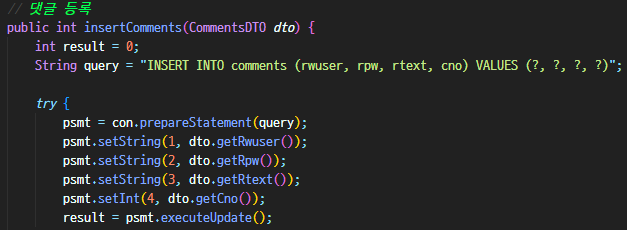 // 댓글 등록
public int insertComments(CommentsDTO dto) {
    int result = 0;
    String query = "INSERT INTO comments (rwuser, rpw, rtext, cno) VALUES (?, ?, ?, ?)";

    try {
        psmt = con.prepareStatement(query);
        psmt.setString(1, dto.getRwuser());
        psmt.setString(2, dto.getRpw());
        psmt.setString(3, dto.getRtext());
        psmt.setInt(4, dto.getCno());
        result = psmt.executeUpdate();